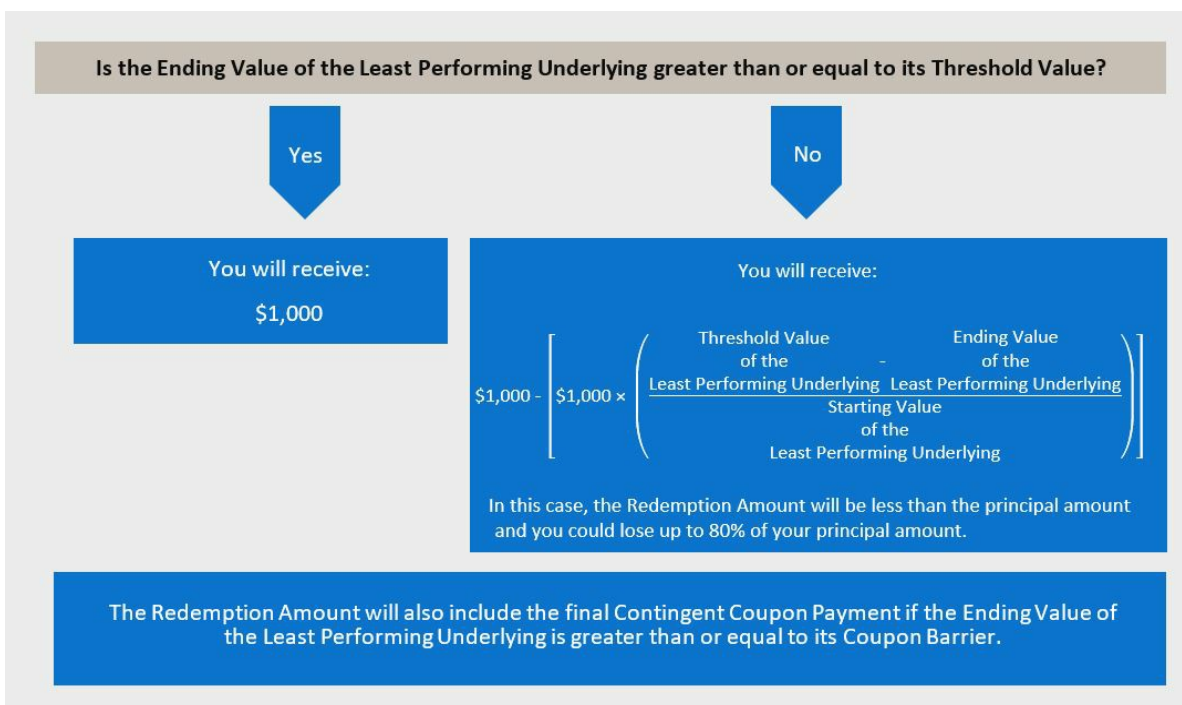 Is the Ending Value of the Least Performing Underlying greater than or equal to its Threshold Value?
Yes
No
You will receive:
$1,000
You will receive:
Threshold Value
of the
Least Performing Underlying
-
Ending Value
of the
Least Performing Underlying
$1,000 - [ $1,000 × (
Starting Value
of the
Least Performing Underlying
) ]
In this case, the Redemption Amount will be less than the principal amount
and you could lose up to 80% of your principal amount.
The Redemption Amount will also include the final Contingent Coupon Payment if the Ending Value of
the Least Performing Underlying is greater than or equal to its Coupon Barrier.